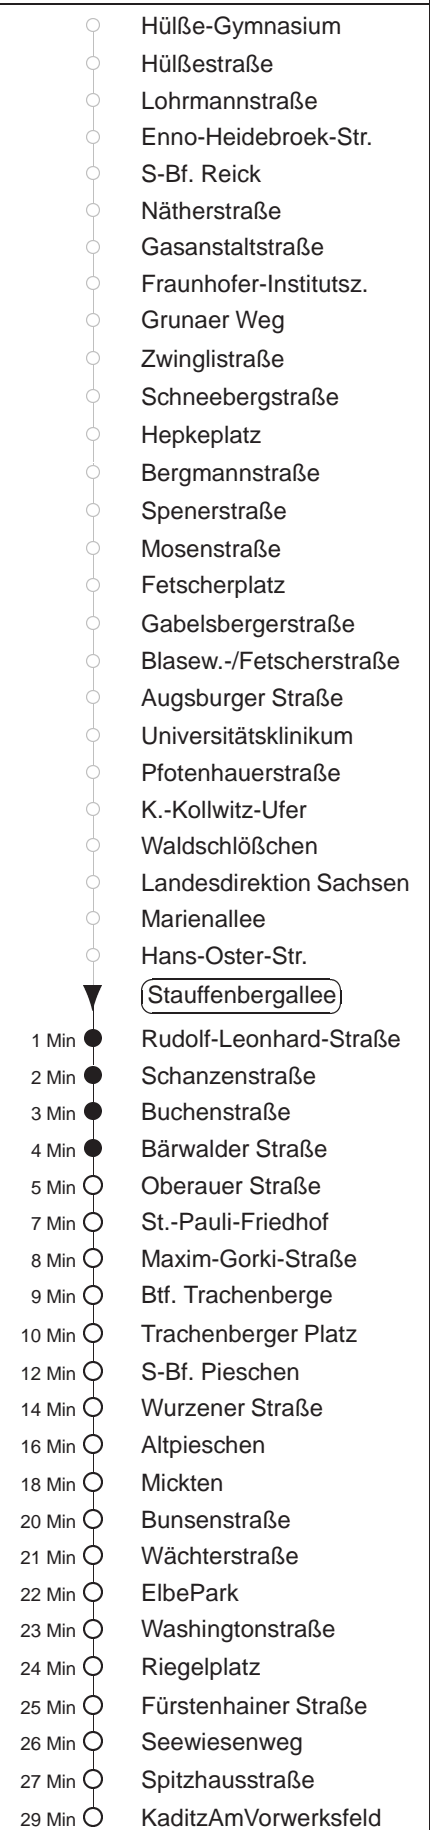 Hülße-Gymnasium
Hülßestraße
Lohrmannstraße
Enno-Heidebroek-Str.
S-Bf. Reick
Nätherstraße
Gasanstaltstraße
Fraunhofer-Institutsz.
Grunaer Weg
Zwinglistraße
Schneebergstraße
Hepkeplatz
Bergmannstraße
Spenerstraße
Mosenstraße
Fetscherplatz
Gabelsbergerstraße
Blasew.-/Fetscherstraße
Augsburger Straße
Universitätsklinikum
Pfotenhauerstraße
K.-Kollwitz-Ufer
Waldschlößchen
Landesdirektion Sachsen
Marienallee
Hans-Oster-Str.
Stauffenbergallee
1 Min Rudolf-Leonhard-Straße
2 Min Schanzenstraße
3 Min Buchenstraße
4 Min Bärwalder Straße
5 Min Oberauer Straße
7 Min St.-Pauli-Friedhof
8 Min Maxim-Gorki-Straße
9 Min Btf. Trachenberge
10 Min Trachenberger Platz
12 Min S-Bf. Pieschen
14 Min Wurzener Straße
16 Min Altpieschen
18 Min Mickten
20 Min Bunsenstraße
21 Min Wächterstraße
22 Min ElbePark
23 Min Washingtonstraße
24 Min Riegelplatz
25 Min Fürstenhainer Straße
26 Min Seewiesenweg
27 Min Spitzhausstraße
29 Min KaditzAmVorwerksfeld